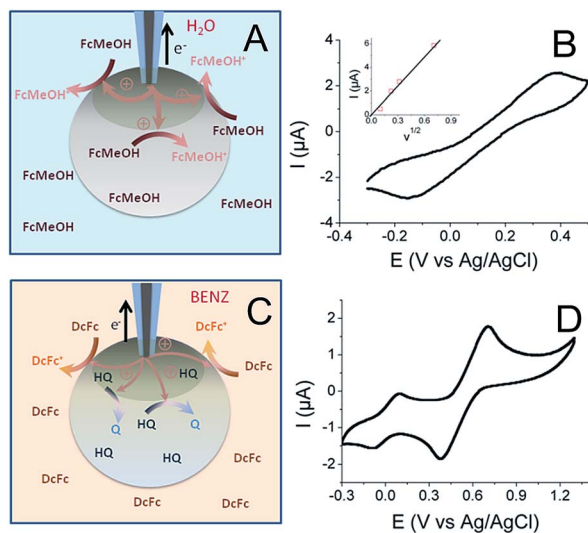 A
H₂O
e⁻
FcMeOH
FcMeOH⁺
FcMeOH⁺
⊕
⊕
⊕
FcMeOH
FcMeOH
FcMeOH⁺
FcMeOH
FcMeOH
FcMeOH
FcMeOH
FcMeOH
B
I (µA)
4
2
0
-2
-4
-0.4
-0.2
0.0
0.2
0.4
E (V vs Ag/AgCl)
I (µA)
6
4
2
0
0.0
0.3
0.6
0.9
v^1/2
C
BENZ
e⁻
DcFc
DcFc⁺
DcFc⁺
DcFc
⊕
HQ
HQ
DcFc
Q
HQ
Q
HQ
HQ
DcFc
DcFc
DcFc
DcFc
DcFc
D
I (µA)
2
1
0
-1
-2
-0.3
0.0
0.3
0.6
0.9
1.2
E (V vs Ag/AgCl)